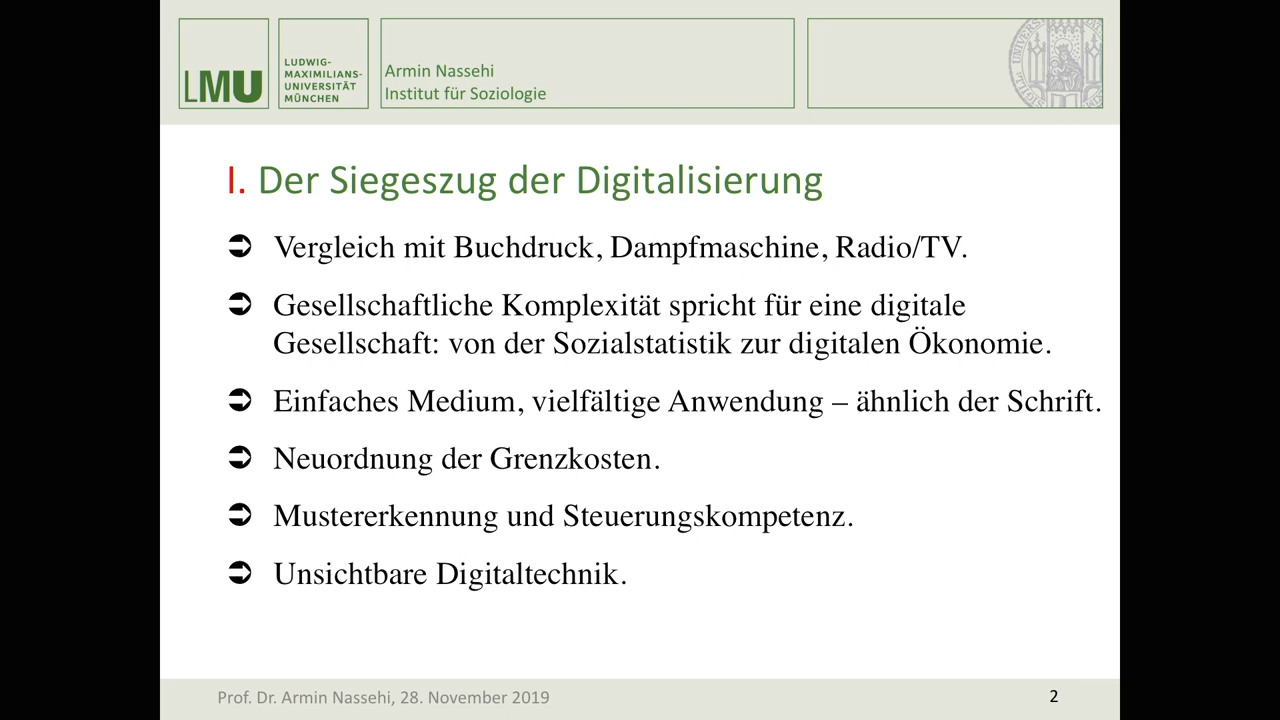 LMU
LUDWIG-
MAXIMILIANS-
UNIVERSITÄT
MÜNCHEN
Armin Nassehi
Institut für Soziologie
I. Der Siegeszug der Digitalisierung
Vergleich mit Buchdruck, Dampfmaschine, Radio/TV.
Gesellschaftliche Komplexität spricht für eine digitale
Gesellschaft: von der Sozialstatistik zur digitalen Ökonomie.
Einfaches Medium, vielfältige Anwendung – ähnlich der Schrift.
Neuordnung der Grenzkosten.
Mustererkennung und Steuerungskompetenz.
Unsichtbare Digitaltechnik.
Prof. Dr. Armin Nassehi, 28. November 2019
2